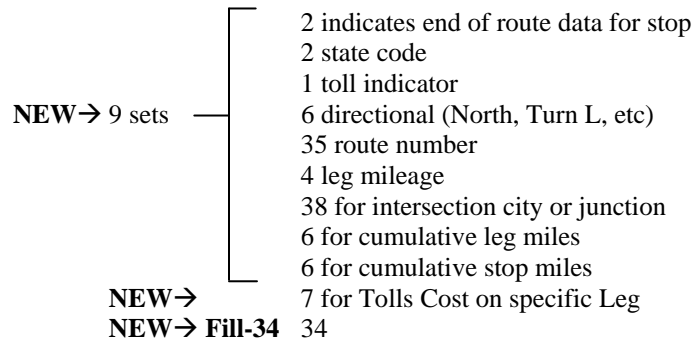 2 indicates end of route data for stop
2 state code
1 toll indicator
NEW→ 9 sets 6 directional (North, Turn L, etc)
35 route number
4 leg mileage
38 for intersection city or junction
6 for cumulative leg miles
6 for cumulative stop miles
NEW→ 7 for Tolls Cost on specific Leg
NEW→ Fill-34 34